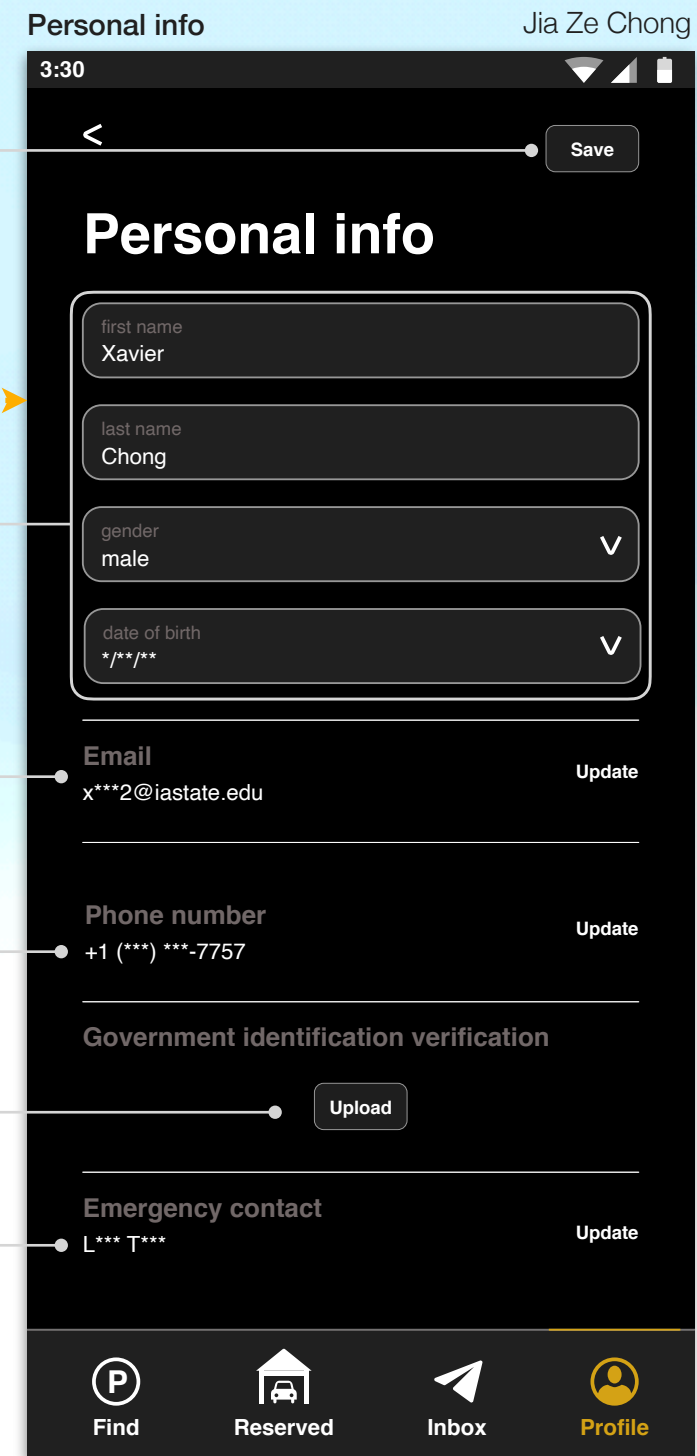 Personal info
Jia Ze Chong
3:30
<
Save
Personal info
first name
Xavier
last name
Chong
gender
male
date of birth
*/**/**
Email
Update
x***2@iastate.edu
Phone number
Update
+1 (***) ***-7757
Government identification verification
Upload
Emergency contact
Update
L*** T***
P
Find
Reserved
Inbox
Profile